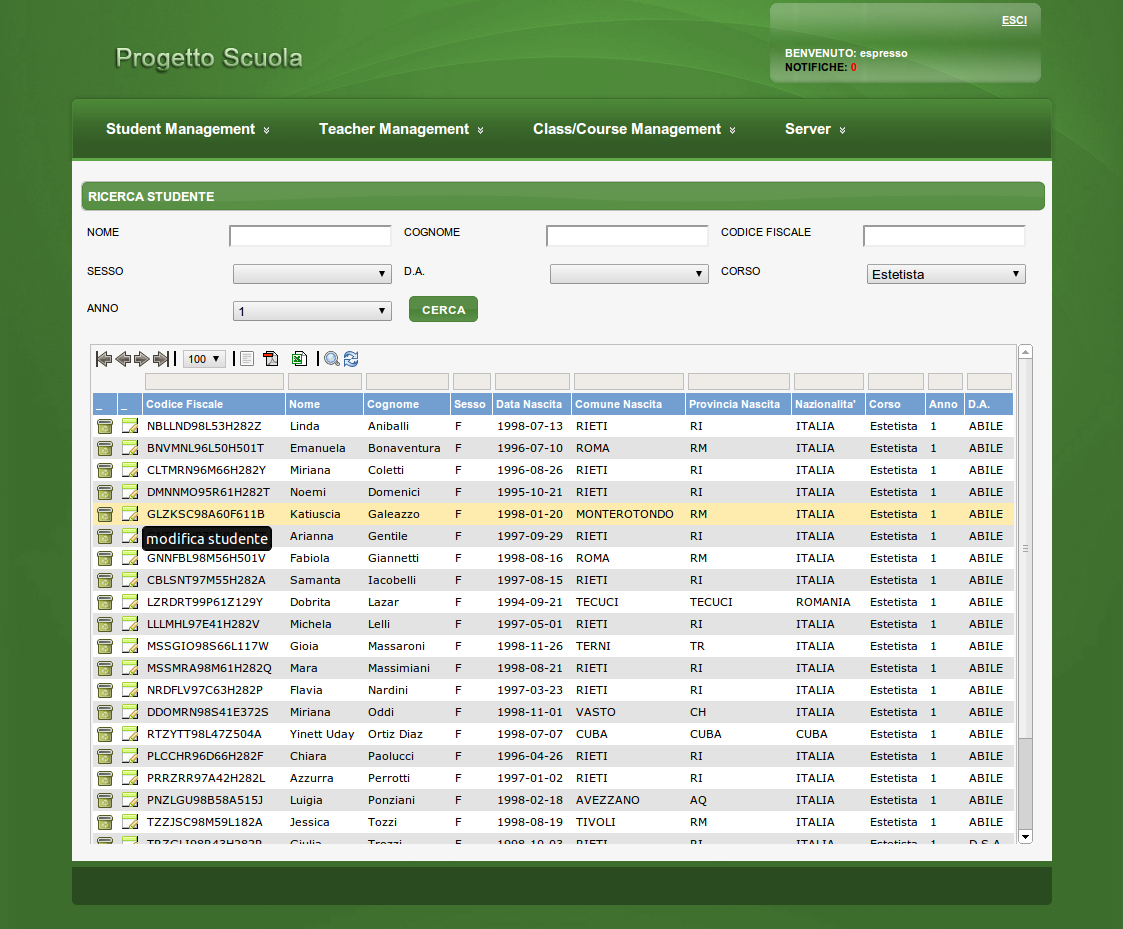 ESCI
Progetto Scuola
BENVENUTO: espresso
NOTIFICHE: 0
Student Management Teacher Management Class/Course Management Server
RICERCA STUDENTE
NOME COGNOME CODICE FISCALE
SESSO D.A. CORSO Estetista
ANNO 1 CERCA
100
_ _ Codice Fiscale Nome Cognome Sesso Data Nascita Comune Nascita Provincia Nascita Nazionalita' Corso Anno D.A.
NBLLND98L53H282Z Linda Aniballi F 1998-07-13 RIETI RI ITALIA Estetista 1 ABILE
BNVMNL96L50H501T Emanuela Bonaventura F 1996-07-10 ROMA RM ITALIA Estetista 1 ABILE
CLTMRN96M66H282Y Miriana Coletti F 1996-08-26 RIETI RI ITALIA Estetista 1 ABILE
DMNNMO95R61H282T Noemi Domenici F 1995-10-21 RIETI RI ITALIA Estetista 1 ABILE
GLZKSC98A60F611B Katiuscia Galeazzo F 1998-01-20 MONTEROTONDO RM ITALIA Estetista 1 ABILE
modifica studente Arianna Gentile F 1997-09-29 RIETI RI ITALIA Estetista 1 ABILE
GNNFBL98M56H501V Fabiola Giannetti F 1998-08-16 ROMA RM ITALIA Estetista 1 ABILE
CBLSNT97M55H282A Samanta Iacobelli F 1997-08-15 RIETI RI ITALIA Estetista 1 ABILE
LZRDRT99P61Z129Y Dobrita Lazar F 1994-09-21 TECUCI TECUCI ROMANIA Estetista 1 ABILE
LLLMHL97E41H282V Michela Lelli F 1997-05-01 RIETI RI ITALIA Estetista 1 ABILE
MSSGIO98S66L117W Gioia Massaroni F 1998-11-26 TERNI TR ITALIA Estetista 1 ABILE
MSSMRA98M61H282Q Mara Massimiani F 1998-08-21 RIETI RI ITALIA Estetista 1 ABILE
NRDFLV97C63H282P Flavia Nardini F 1997-03-23 RIETI RI ITALIA Estetista 1 ABILE
DDOMRN98S41E372S Miriana Oddi F 1998-11-01 VASTO CH ITALIA Estetista 1 ABILE
RTZYTT98L47Z504A Yinett Uday Ortiz Diaz F 1998-07-07 CUBA CUBA CUBA Estetista 1 ABILE
PLCCHR96D66H282F Chiara Paolucci F 1996-04-26 RIETI RI ITALIA Estetista 1 ABILE
PRRZRR97A42H282L Azzurra Perrotti F 1997-01-02 RIETI RI ITALIA Estetista 1 ABILE
PNZLGU98B58A515J Luigia Ponziani F 1998-02-18 AVEZZANO AQ ITALIA Estetista 1 ABILE
TZZJSC98M59L182A Jessica Tozzi F 1998-08-19 TIVOLI RM ITALIA Estetista 1 ABILE
Giulia Trozzi F 1998-10-03 RIETI RI ITALIA Estetista 1 D.S.A.